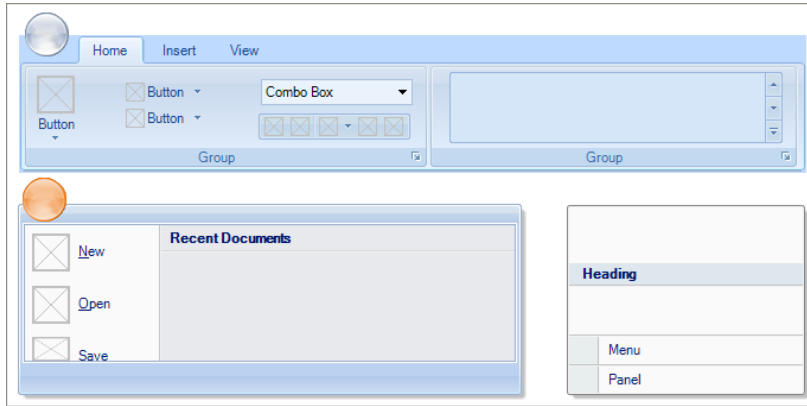 Home Insert View
Button
Button
Button
Combo Box
Group
Group
New
Open
Save
Recent Documents
Heading
Menu
Panel